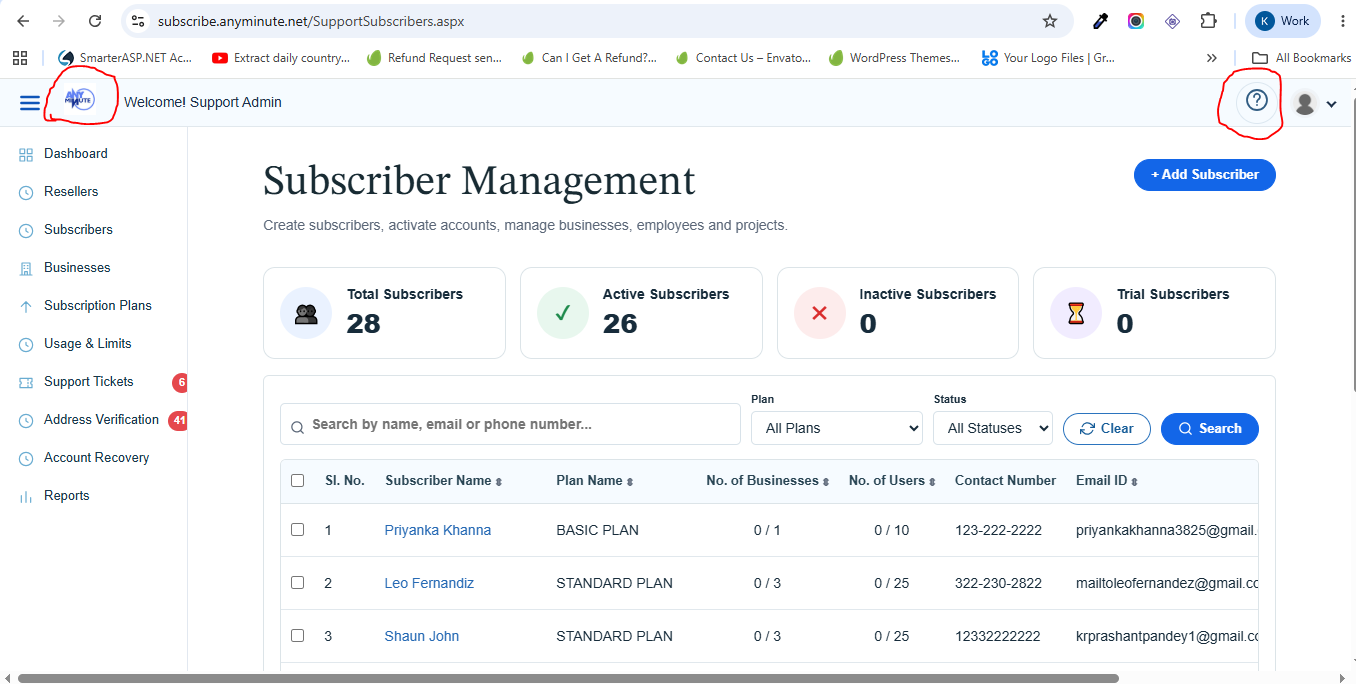 subscribe.anyminute.net/SupportSubscribers.aspx
K Work
SmarterASP.NET Ac...
Extract daily country...
Refund Request sen...
Can I Get A Refund?...
Contact Us – Envato...
WordPress Themes...
Your Logo Files | Gr...
»
All Bookmarks
ANY MINUTE
Welcome! Support Admin
?
Dashboard
Resellers
Subscribers
Businesses
Subscription Plans
Usage & Limits
Support Tickets 6
Address Verification 41
Account Recovery
Reports
Subscriber Management
+ Add Subscriber
Create subscribers, activate accounts, manage businesses, employees and projects.
Total Subscribers
28
Active Subscribers
26
Inactive Subscribers
0
Trial Subscribers
0
Plan
Status
Search by name, email or phone number...
All Plans
All Statuses
Clear
Search
Sl. No. Subscriber Name Plan Name No. of Businesses No. of Users Contact Number Email ID
1 Priyanka Khanna BASIC PLAN 0 / 1 0 / 10 123-222-2222 priyankakhanna3825@gmail.
2 Leo Fernandiz STANDARD PLAN 0 / 3 0 / 25 322-230-2822 mailtoleofernandez@gmail.co
3 Shaun John STANDARD PLAN 0 / 3 0 / 25 12332222222 krprashantpandey1@gmail.co